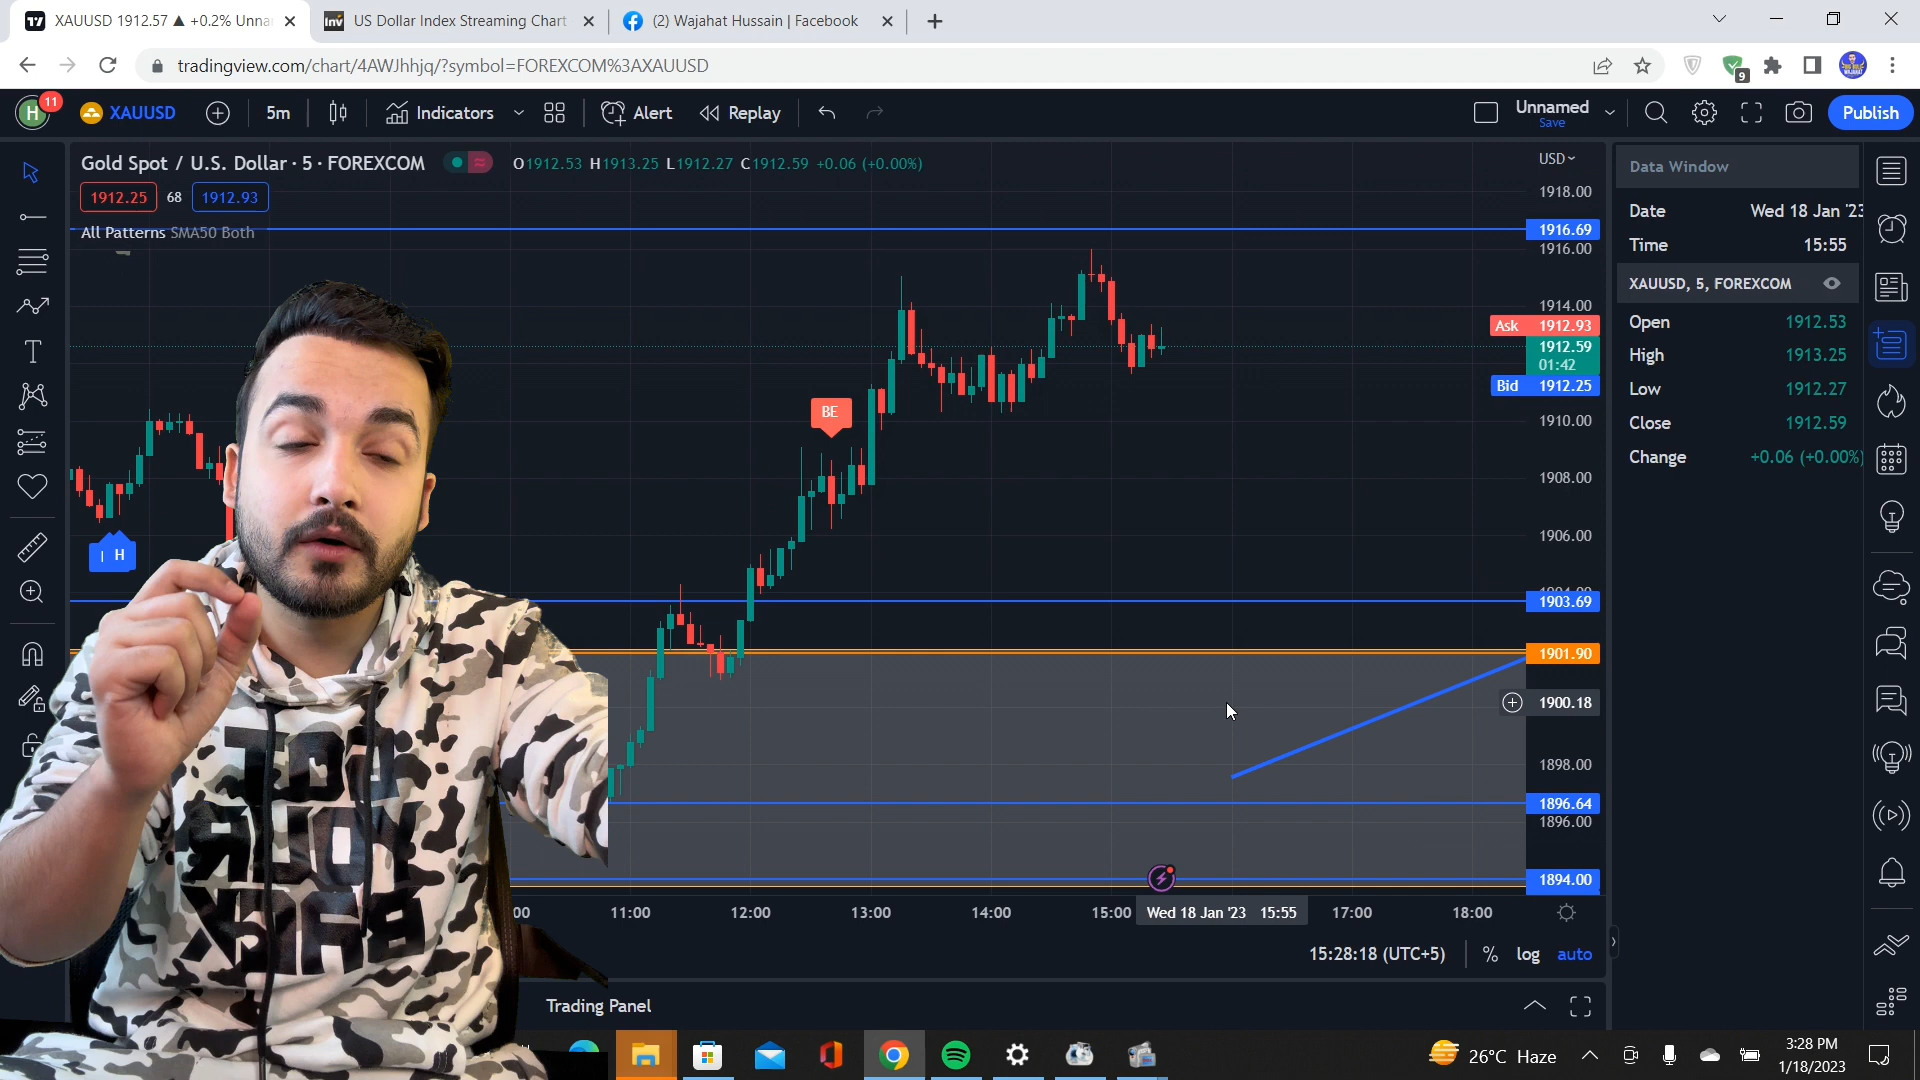 XAUUSD 1912.57 ▲ +0.2% Unna
US Dollar Index Streaming Chart
(2) Wajahat Hussain | Facebook
tradingview.com/chart/4AWJhhjq/?symbol=FOREXCOM%3AXAUUSD
9
H 11 XAUUSD 5m Indicators Alert Replay Unnamed Save Publish
Gold Spot / U.S. Dollar · 5 · FOREXCOM O1912.53 H1913.25 L1912.27 C1912.59 +0.06 (+0.00%)
1912.25 68 1912.93
All Patterns SMA50 Both
USD
1918.00
1916.69
1916.00
1914.00
Ask 1912.93
1912.59
01:42
Bid 1912.25
1910.00
1908.00
1906.00
1903.69
1901.90
1900.18
1898.00
1896.64
1896.00
1894.00
BE
H
11:00 12:00 13:00 14:00 15:00 Wed 18 Jan '23 15:55 17:00 18:00
15:28:18 (UTC+5) % log auto
Trading Panel
Data Window
Date Wed 18 Jan '23
Time 15:55
XAUUSD, 5, FOREXCOM
Open 1912.53
High 1913.25
Low 1912.27
Close 1912.59
Change +0.06 (+0.00%)
26°C Haze
3:28 PM
1/18/2023